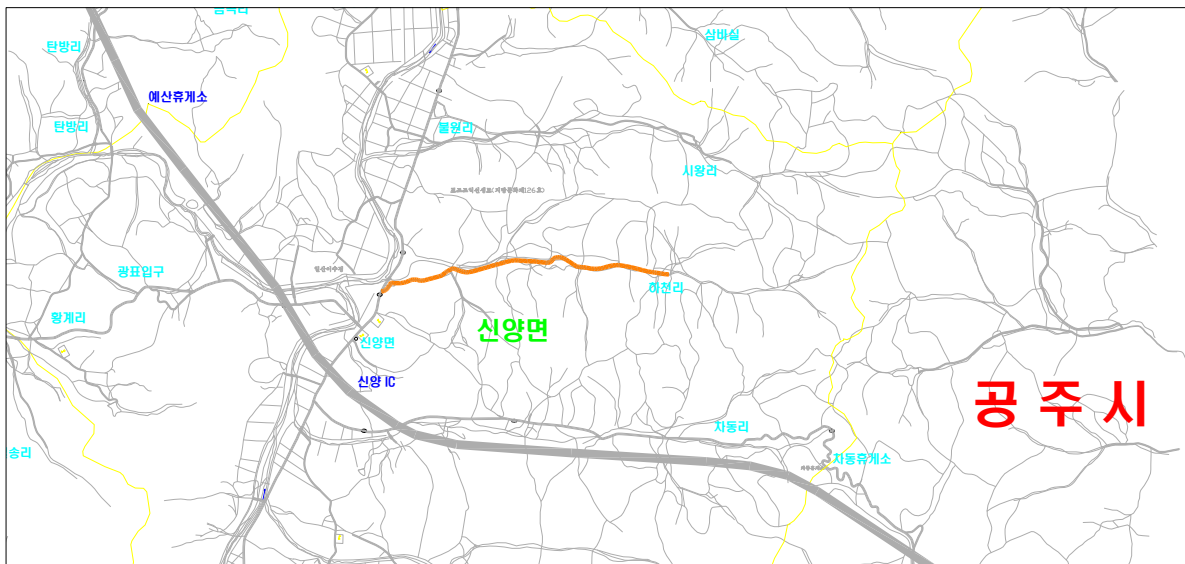 탄방리
삼바실
예산휴게소
탄방리
불원리
시왕리
광표입구
하천리
황계리
신양면
신양면
신양 IC
공 주 시
차동리
승리
차동휴게소